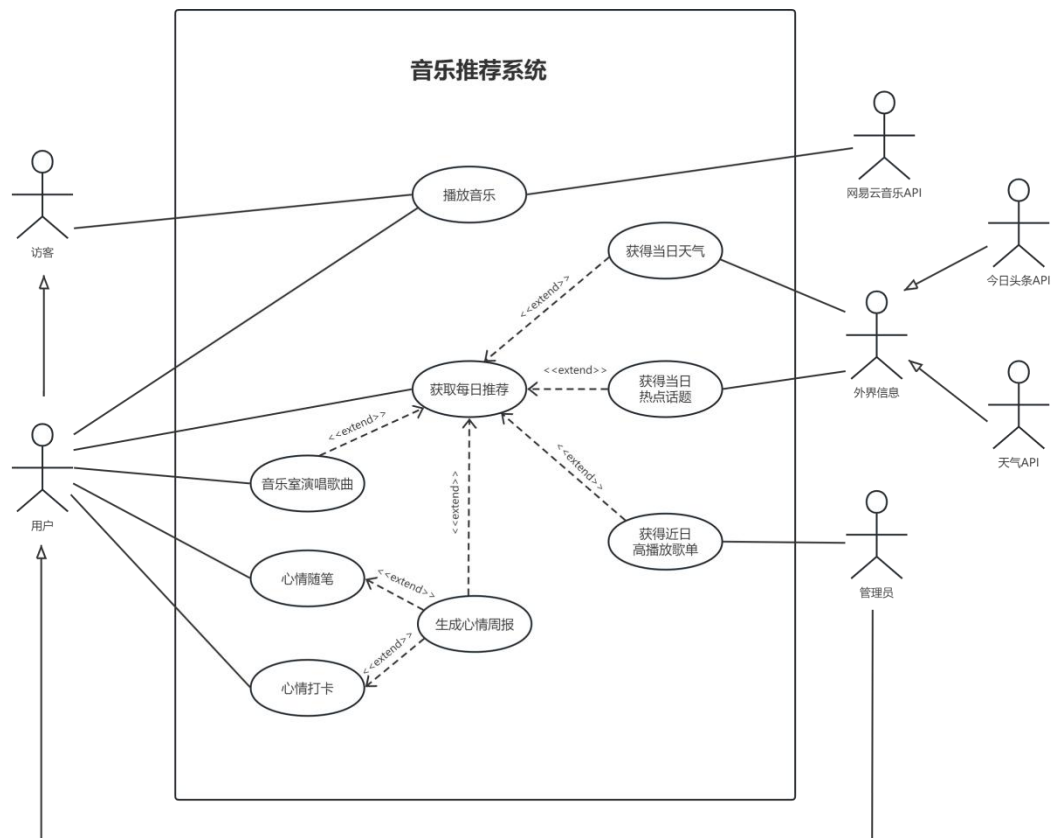 音乐推荐系统
播放音乐
网易云音乐API
访客
获得当日天气
今日头条API
<<extend>>
获取每日推荐
<<extend>>
获得当日
热点话题
外界信息
<<extend>>
<<extend>>
天气API
音乐室演唱歌曲
<<extend>>
用户
获得近日
高播放歌单
管理员
心情随笔
<<extend>>
生成心情周报
<<extend>>
心情打卡